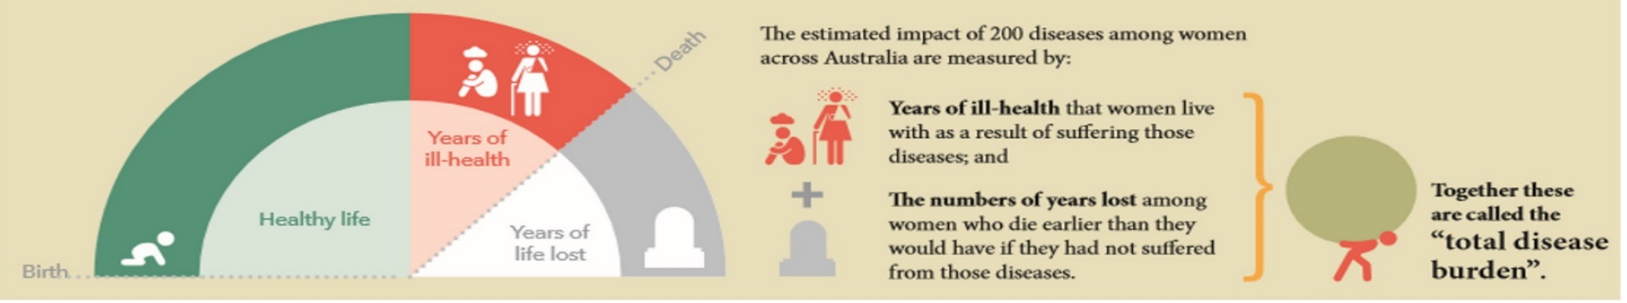 Birth
Healthy life
Years of
ill-health
Years of
life lost
Death
The estimated impact of 200 diseases among women
across Australia are measured by:
Years of ill-health that women live
with as a result of suffering those
diseases; and
+
The numbers of years lost among
women who die earlier than they
would have if they had not suffered
from those diseases.
Together these
are called the
“total disease
burden”.